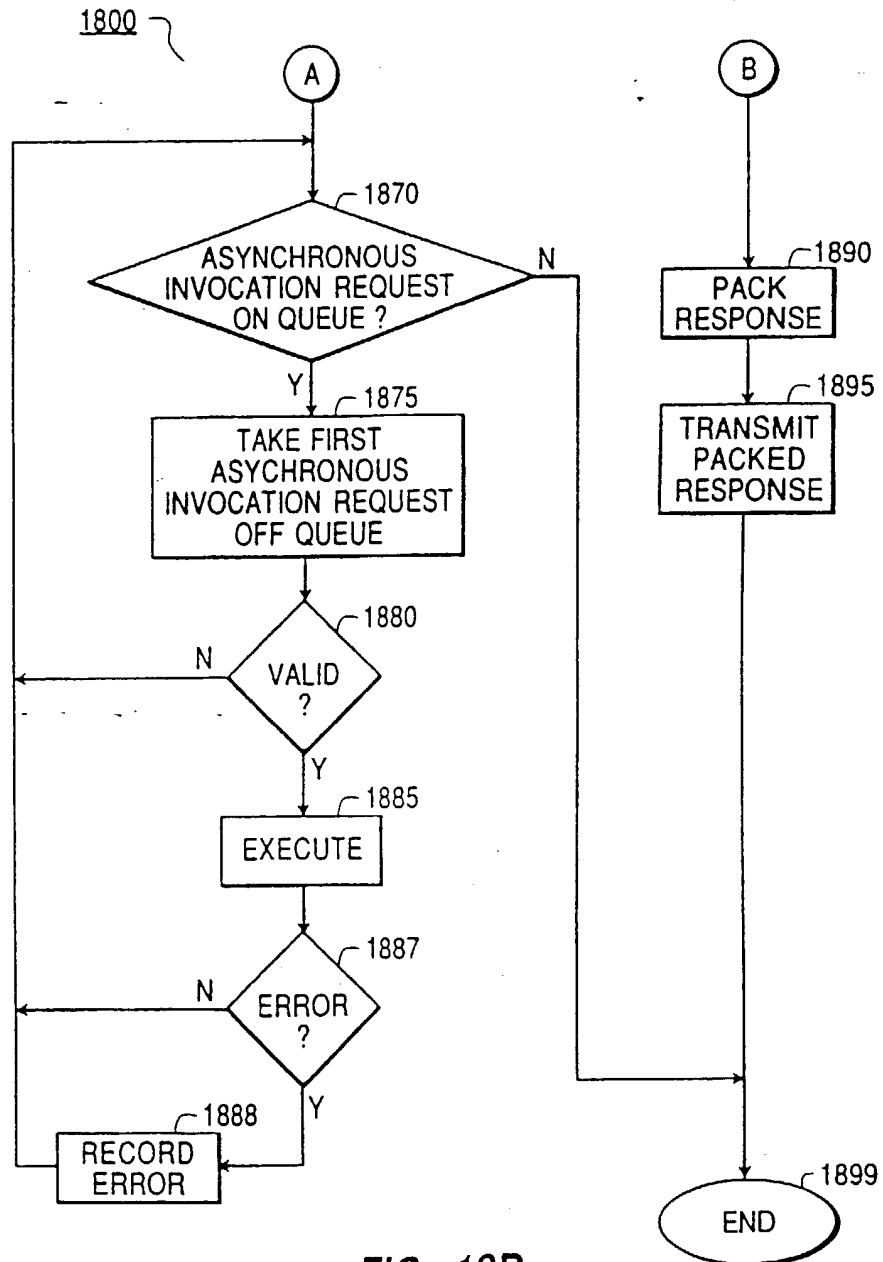 1800
A
B
1870
ASYNCHRONOUS
INVOCATION REQUEST
ON QUEUE ?
N
Y
1875
TAKE FIRST
ASYCHRONOUS
INVOCATION REQUEST
OFF QUEUE
1880
VALID
?
N
Y
1885
EXECUTE
1887
ERROR
?
N
Y
1888
RECORD
ERROR
1890
PACK
RESPONSE
1895
TRANSMIT
PACKED
RESPONSE
1899
END